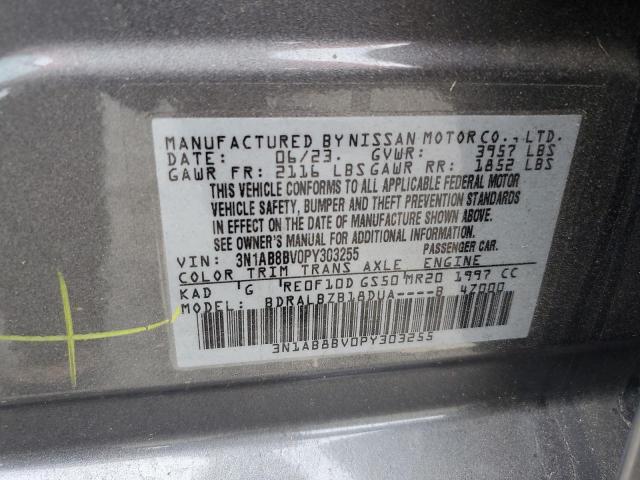 MANUFACTURED BY NISSAN MOTOR CO., LTD.
DATE: 06/23. GVWR: 3957 LBS
GAWR FR: 2116 LBS GAWR RR: 1852 LBS
THIS VEHICLE CONFORMS TO ALL APPLICABLE FEDERAL MOTOR
VEHICLE SAFETY, BUMPER AND THEFT PREVENTION STANDARDS
IN EFFECT ON THE DATE OF MANUFACTURE SHOWN ABOVE.
SEE OWNER'S MANUAL FOR ADDITIONAL INFORMATION.
VIN: 3N1AB8BV0PY303255 PASSENGER CAR.
COLOR TRIM TRANS AXLE ENGINE
KAD G RE0F10D GS50 MR20 1997 CC
MODEL: BDRALBZB18DUA----B 4Z000
3N1AB8BV0PY303255